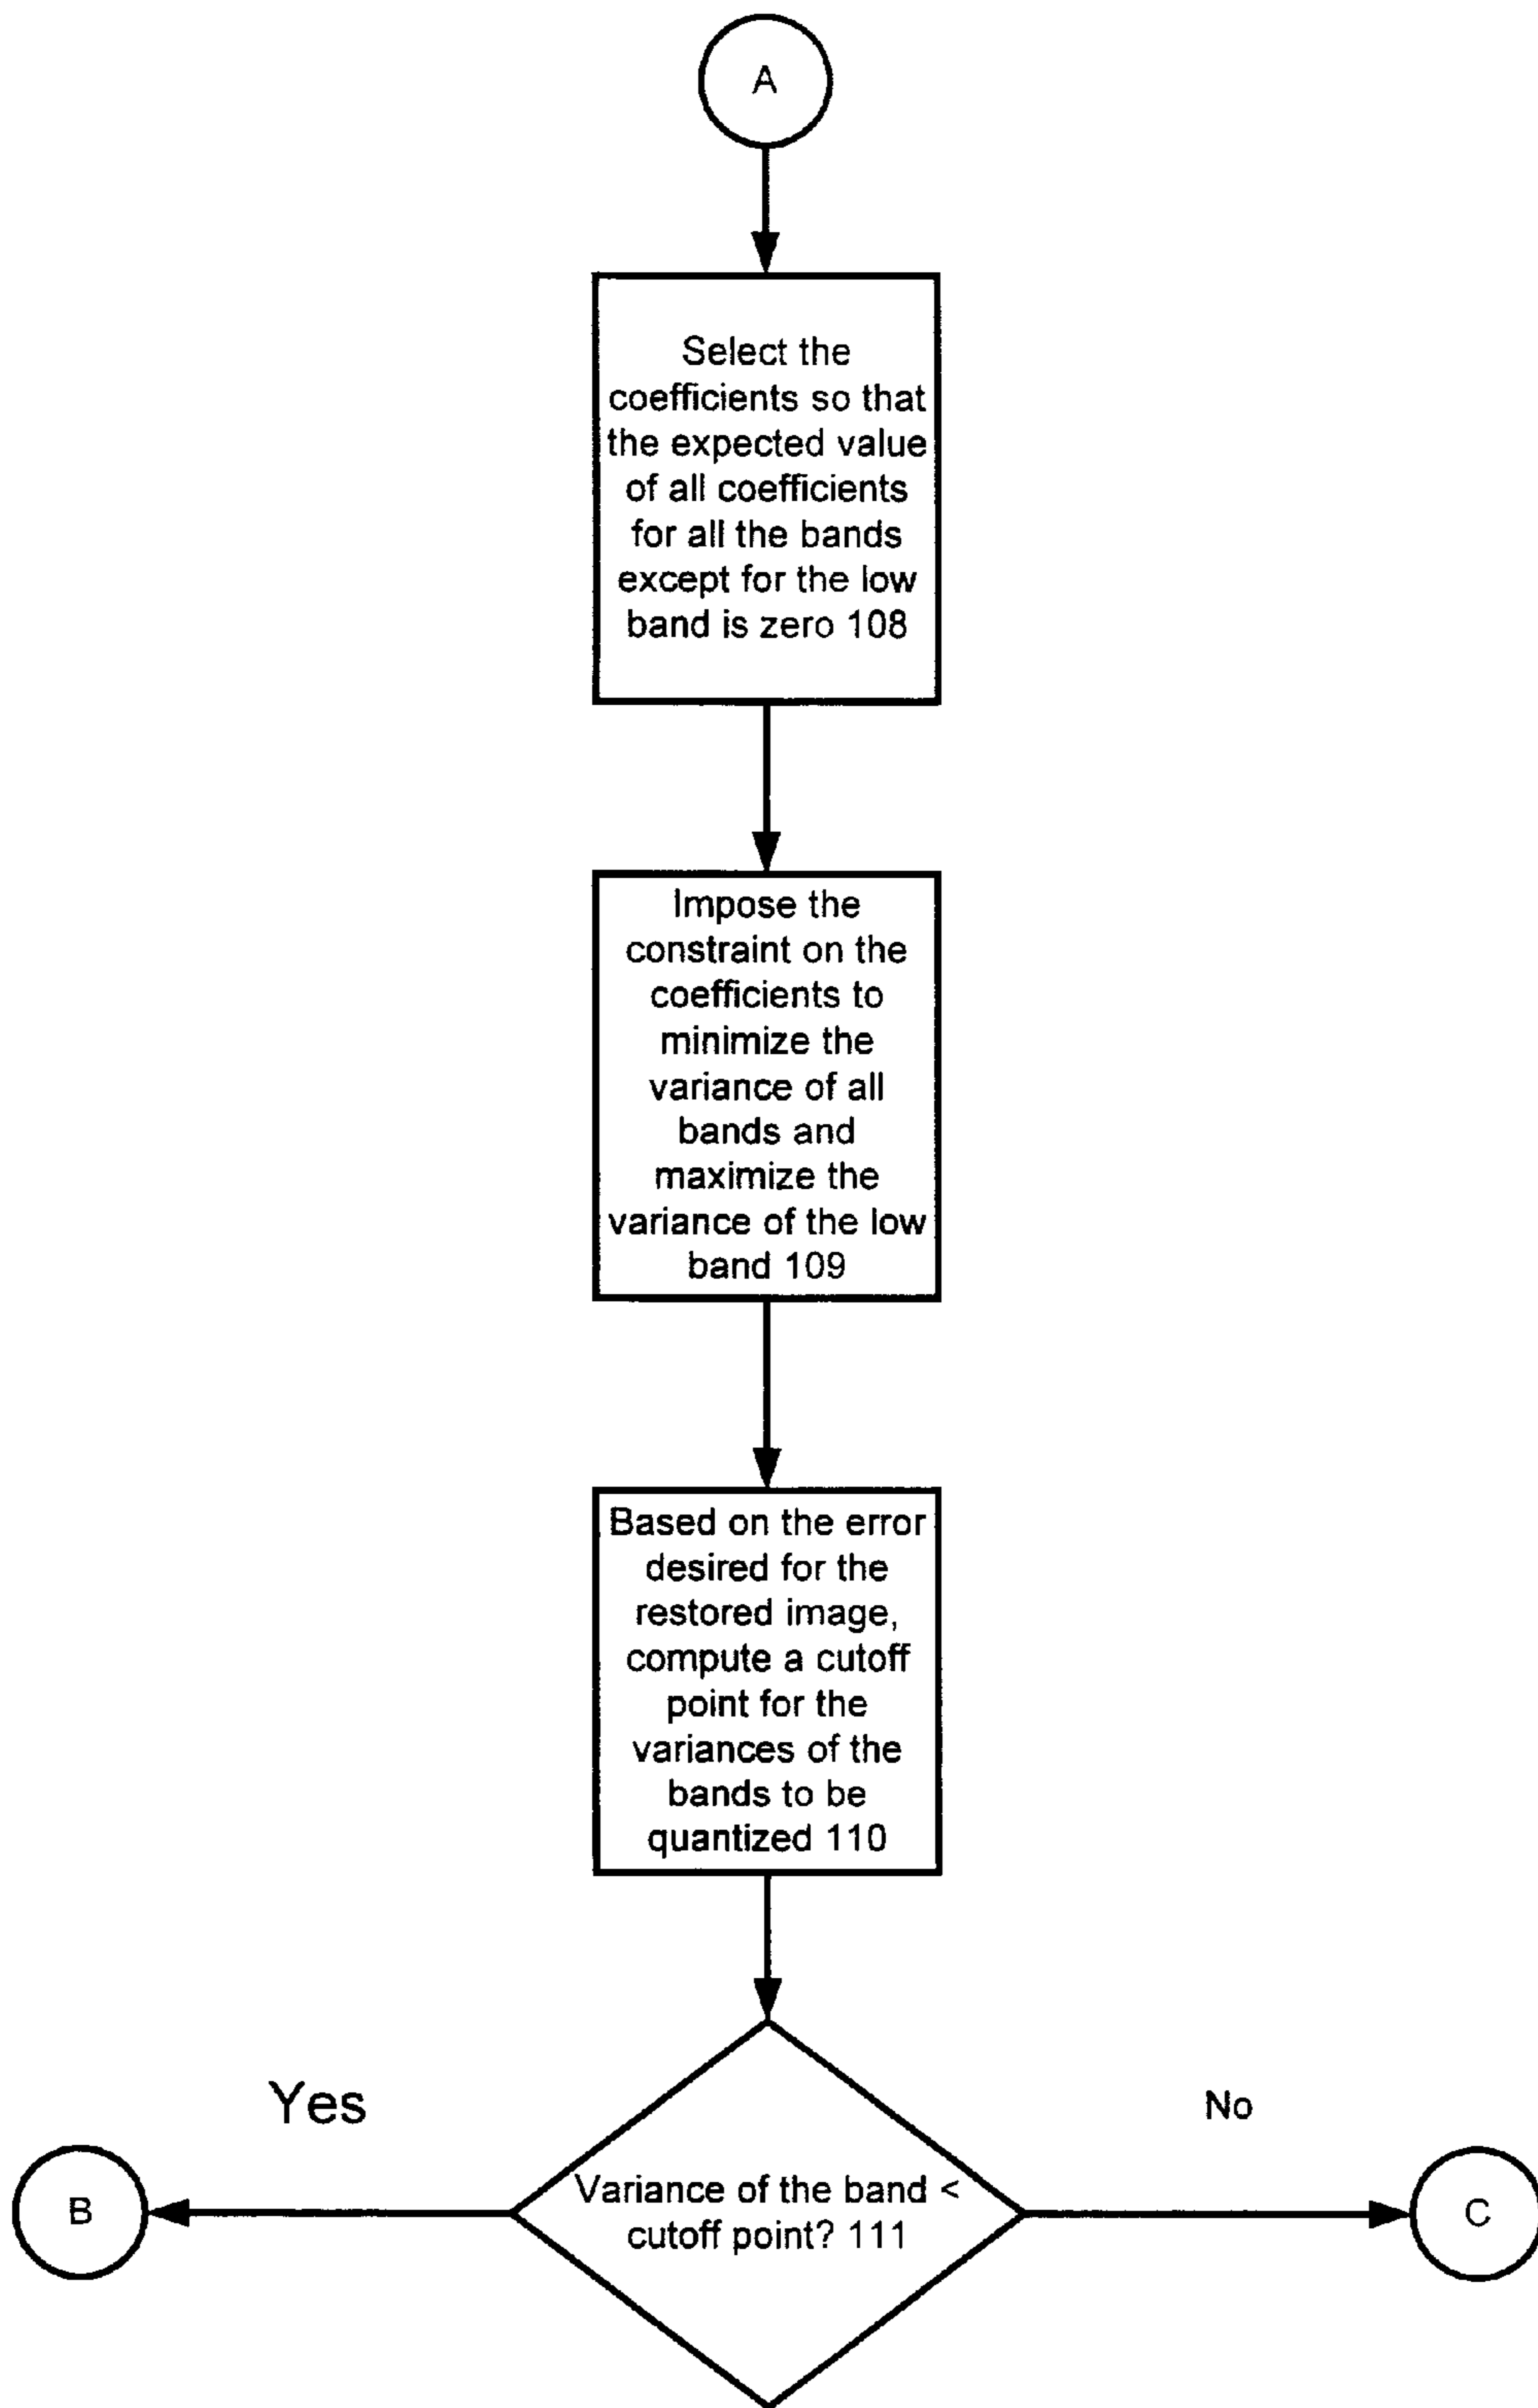 A
Select the
coefficients so that
the expected value
of all coefficients
for all the bands
except for the low
band is zero 108
Impose the
constraint on the
coefficients to
minimize the
variance of all
bands and
maximize the
variance of the low
band 109
Based on the error
desired for the
restored image,
compute a cutoff
point for the
variances of the
bands to be
quantized 110
Yes
No
B
Variance of the band <
cutoff point? 111
C